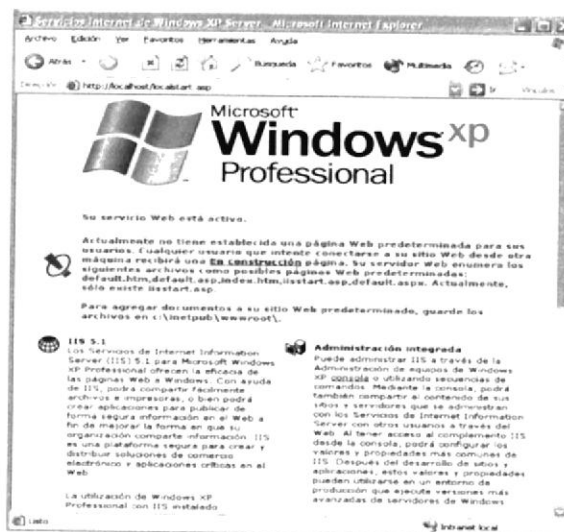 Servicios Internet de Windows XP Server - Microsoft Internet Explorer
Archivo Edición Ver Favoritos Herramientas Ayuda
Atrás Búsqueda Favoritos Multimedia
http://localhost/localstart.asp Ir Vínculos
Microsoft
Windows xp
Professional
Su servicio Web está activo.
Actualmente no tiene establecida una página Web predeterminada para sus
usuarios. Cualquier usuario que intente conectarse a su sitio Web desde otra
máquina recibirá una En construcción página. Su servidor Web enumera los
siguientes archivos como posibles páginas Web predeterminadas:
default.htm,default.asp,index.htm,iisstart.asp,default.aspx. Actualmente,
sólo existe iisstart.asp
Para agregar documentos a su sitio Web predeterminado, guarde los
archivos en c:\inetpub\wwwroot\.
IIS 5.1
Los Servicios de Internet Information
Server (IIS) 5.1 para Microsoft Windows
XP Professional ofrecen la eficacia de
las páginas Web a Windows. Con ayuda
de IIS, podrá compartir fácilmente
archivos e impresoras, o bien podrá
crear aplicaciones para publicar de
forma segura información en el Web a
fin de mejorar la forma en que su
organización comparte información. IIS
es una plataforma segura para crear y
distribuir soluciones de comercio
electrónico y aplicaciones críticas en el
Web
La utilización de Windows XP
Professional con IIS instalado
Administración integrada
Puede administrar IIS a través de la
Administración de equipos de Windows
XP consola o utilizando secuencias de
comandos. Mediante la consola, podrá
también compartir el contenido de sus
sitios y servidores que se administran
con los Servicios de Internet Information
Server con otros usuarios a través del
Web. Al tener acceso al complemento IIS
desde la consola, podrá configurar los
valores y propiedades más comunes de
IIS. Después del desarrollo de sitios y
aplicaciones, estos valores y propiedades
pueden utilizarse en un entorno de
producción que ejecute versiones más
avanzadas de servidores de Windows
Listo Intranet local